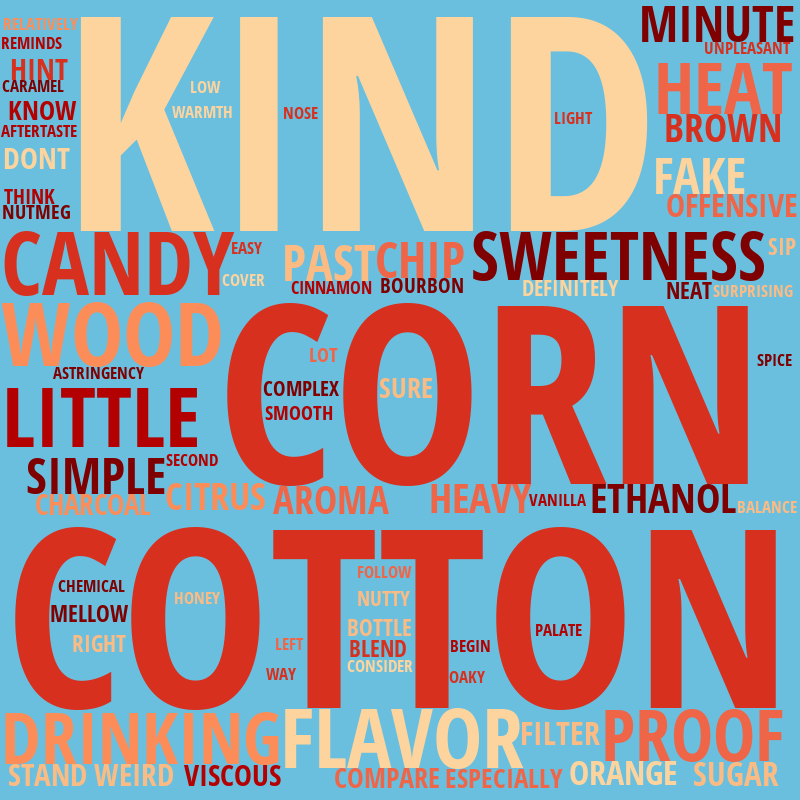 RELATIVELY
REMINDS
HINT
CARAMEL
KNOW
AFTERTASTE
DONT
THINK
NUTMEG
KIND
LOW
WARMTH
NOSE
LIGHT
MINUTE
UNPLEASANT
HEAT
BROWN
FAKE
OFFENSIVE
CANDY
EASY
COVER
PAST
CHIP
CINNAMON
BOURBON
SWEETNESS
SIP
DEFINITELY
NEAT
SURPRISING
WOOD
ASTRINGENCY
CORN
LOT
COMPLEX
SURE
SMOOTH
SPICE
LITTLE
SIMPLE
SECOND
CHARCOAL
CITRUS
AROMA
HEAVY
VANILLA
ETHANOL
BALANCE
COTTON
CHEMICAL
MELLOW
HONEY
RIGHT
FOLLOW
NUTTY
BOTTLE
LEFT
BLEND
BEGIN
PALATE
WAY
CONSIDER
OAKY
DRINKING
FLAVOR
FILTER
PROOF
STAND
WEIRD
VISCOUS
COMPARE
ESPECIALLY
ORANGE
SUGAR